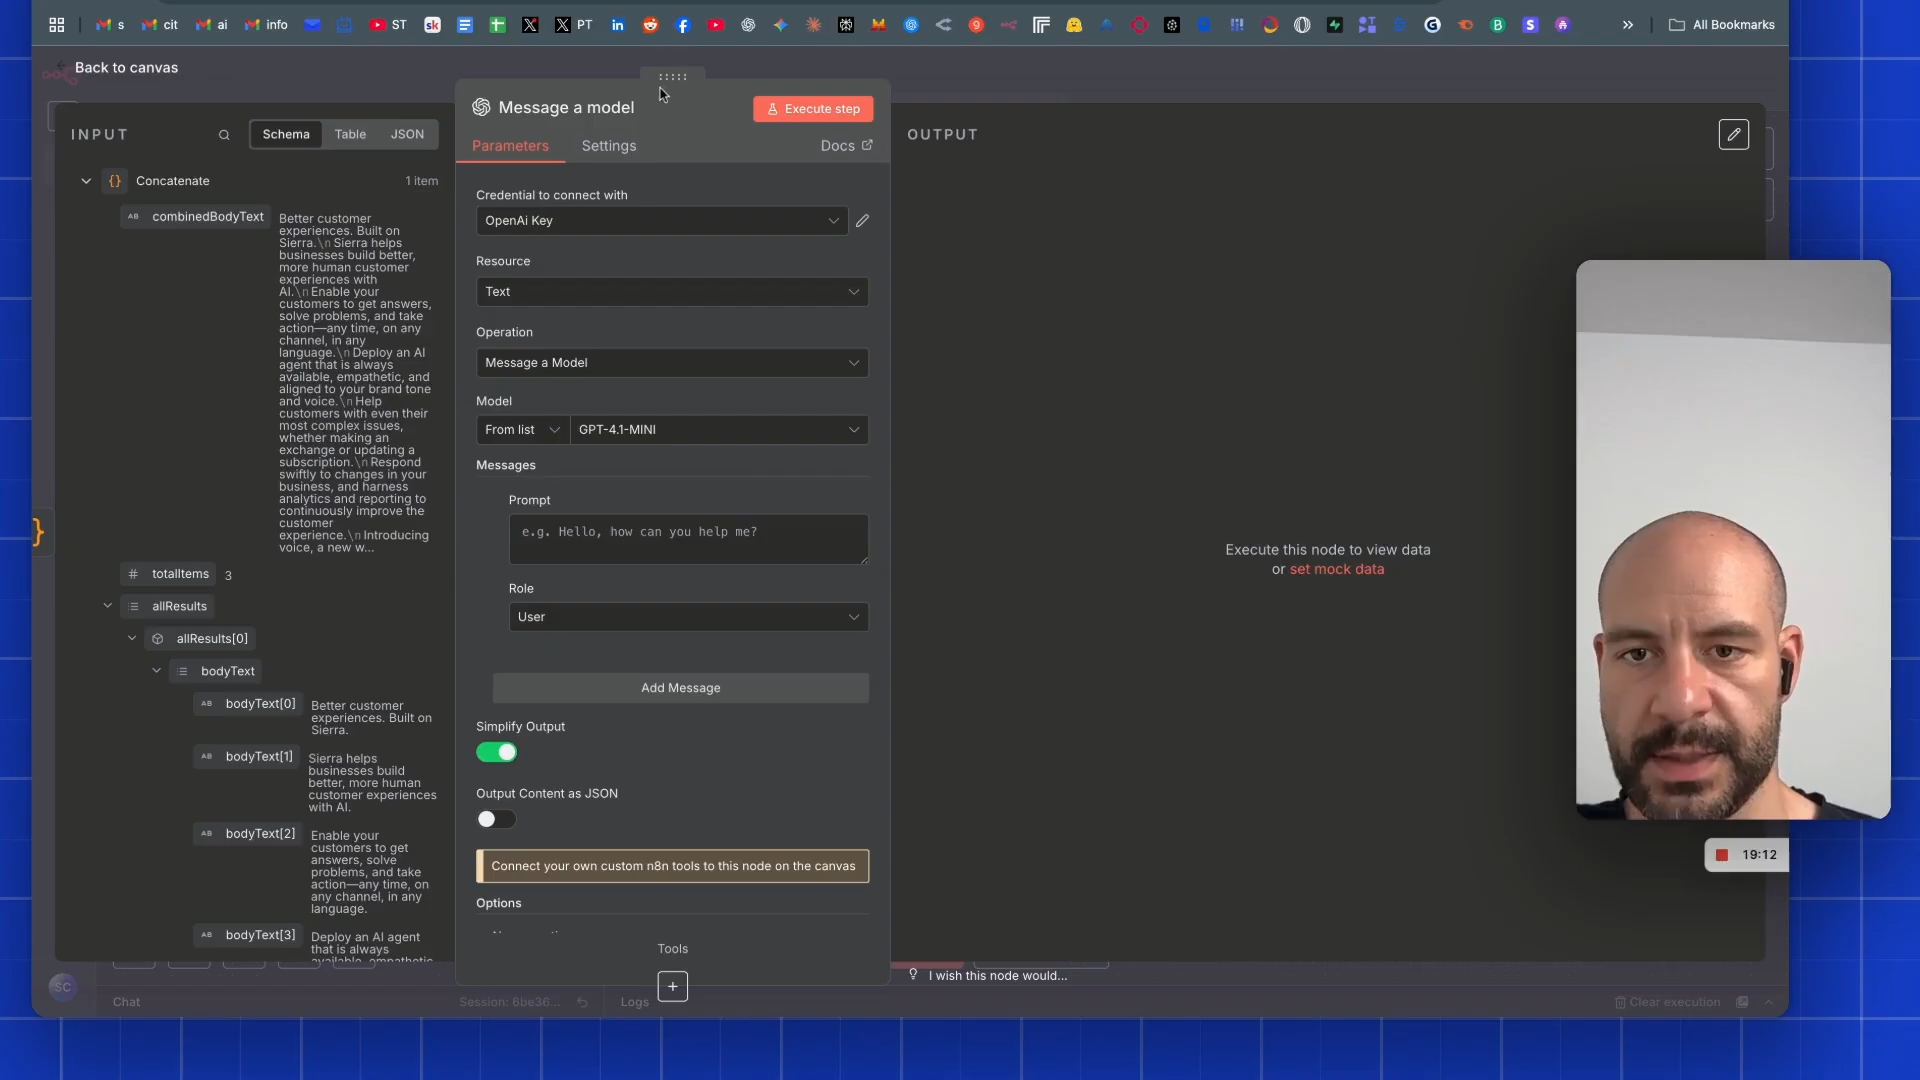 s
cit
ai
info
ST
sk
PT
9
G
B
S
»
All Bookmarks
Back to canvas
INPUT
Schema
Table
JSON
Concatenate
1 item
AB combinedBodyText
Better customer
experiences. Built on
Sierra.\n Sierra helps
businesses build better,
more human customer
experiences with
AI.\n Enable your
customers to get answers,
solve problems, and take
action—any time, on any
channel, in any
language.\n Deploy an AI
agent that is always
available, empathetic, and
aligned to your brand tone
and voice.\n Help
customers with even their
most complex issues,
whether making an
exchange or updating a
subscription.\n Respond
swiftly to changes in your
business, and harness
analytics and reporting to
continuously improve the
customer
experience.\n Introducing
voice, a new w...
# totalItems
3
allResults
allResults[0]
bodyText
AB bodyText[0]
Better customer
experiences. Built on
Sierra.
AB bodyText[1]
Sierra helps
businesses build
better, more human
customer experiences
with AI.
AB bodyText[2]
Enable your
customers to get
answers, solve
problems, and take
action—any time, on
any channel, in any
language.
AB bodyText[3]
Deploy an AI agent
that is always
available, empathetic
Message a model
Execute step
Parameters
Settings
Docs
Credential to connect with
OpenAi Key
Resource
Text
Operation
Message a Model
Model
From list
GPT-4.1-MINI
Messages
Prompt
e.g. Hello, how can you help me?
Role
User
Add Message
Simplify Output
Output Content as JSON
Connect your own custom n8n tools to this node on the canvas
Options
Tools
+
OUTPUT
Execute this node to view data
or set mock data
I wish this node would...
19:12
SC
Chat
Session: 6be36...
Logs
Clear execution